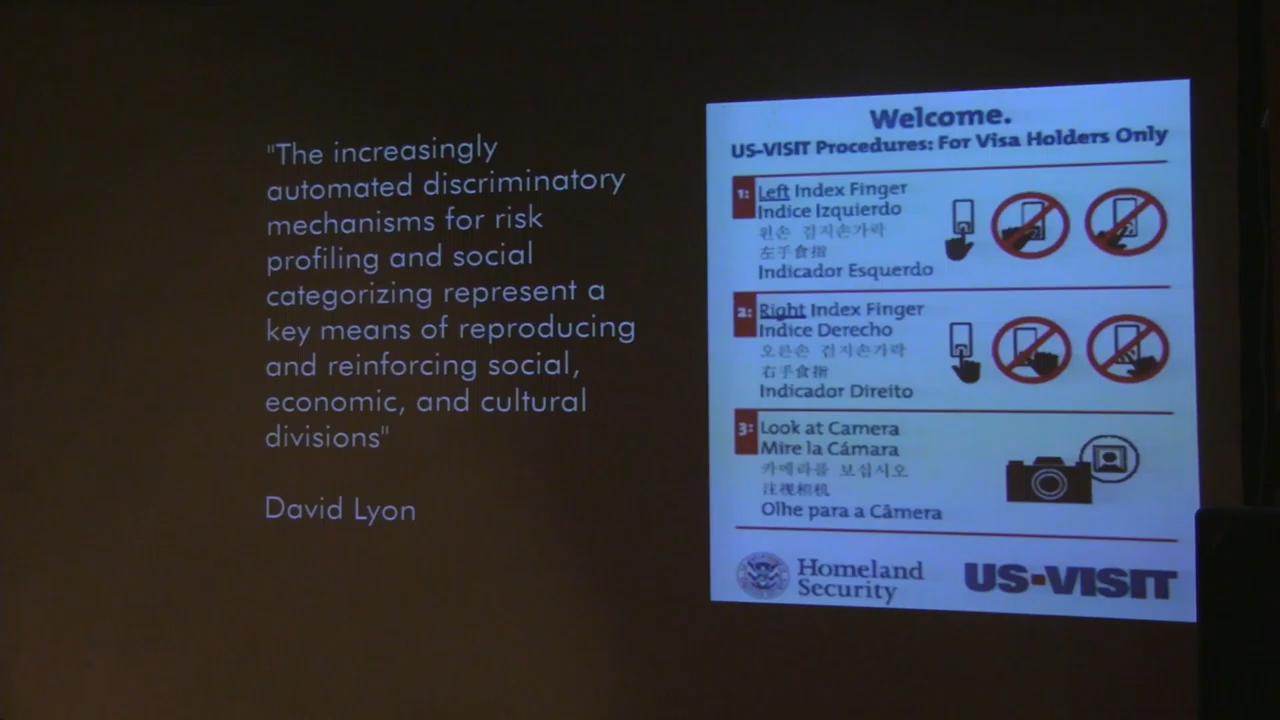 "The increasingly
automated discriminatory
mechanisms for risk
profiling and social
categorizing represent a
key means of reproducing
and reinforcing social,
economic, and cultural
divisions"
David Lyon
Welcome.
US-VISIT Procedures: For Visa Holders Only
1: Left Index Finger
Indice Izquierdo
왼손 검지손가락
左手食指
Indicador Esquerdo
2: Right Index Finger
Indice Derecho
오른손 검지손가락
右手食指
Indicador Direito
3: Look at Camera
Mire la Cámara
카메라를 보십시오
注视相机
Olhe para a Câmera
Homeland
Security
US-VISIT